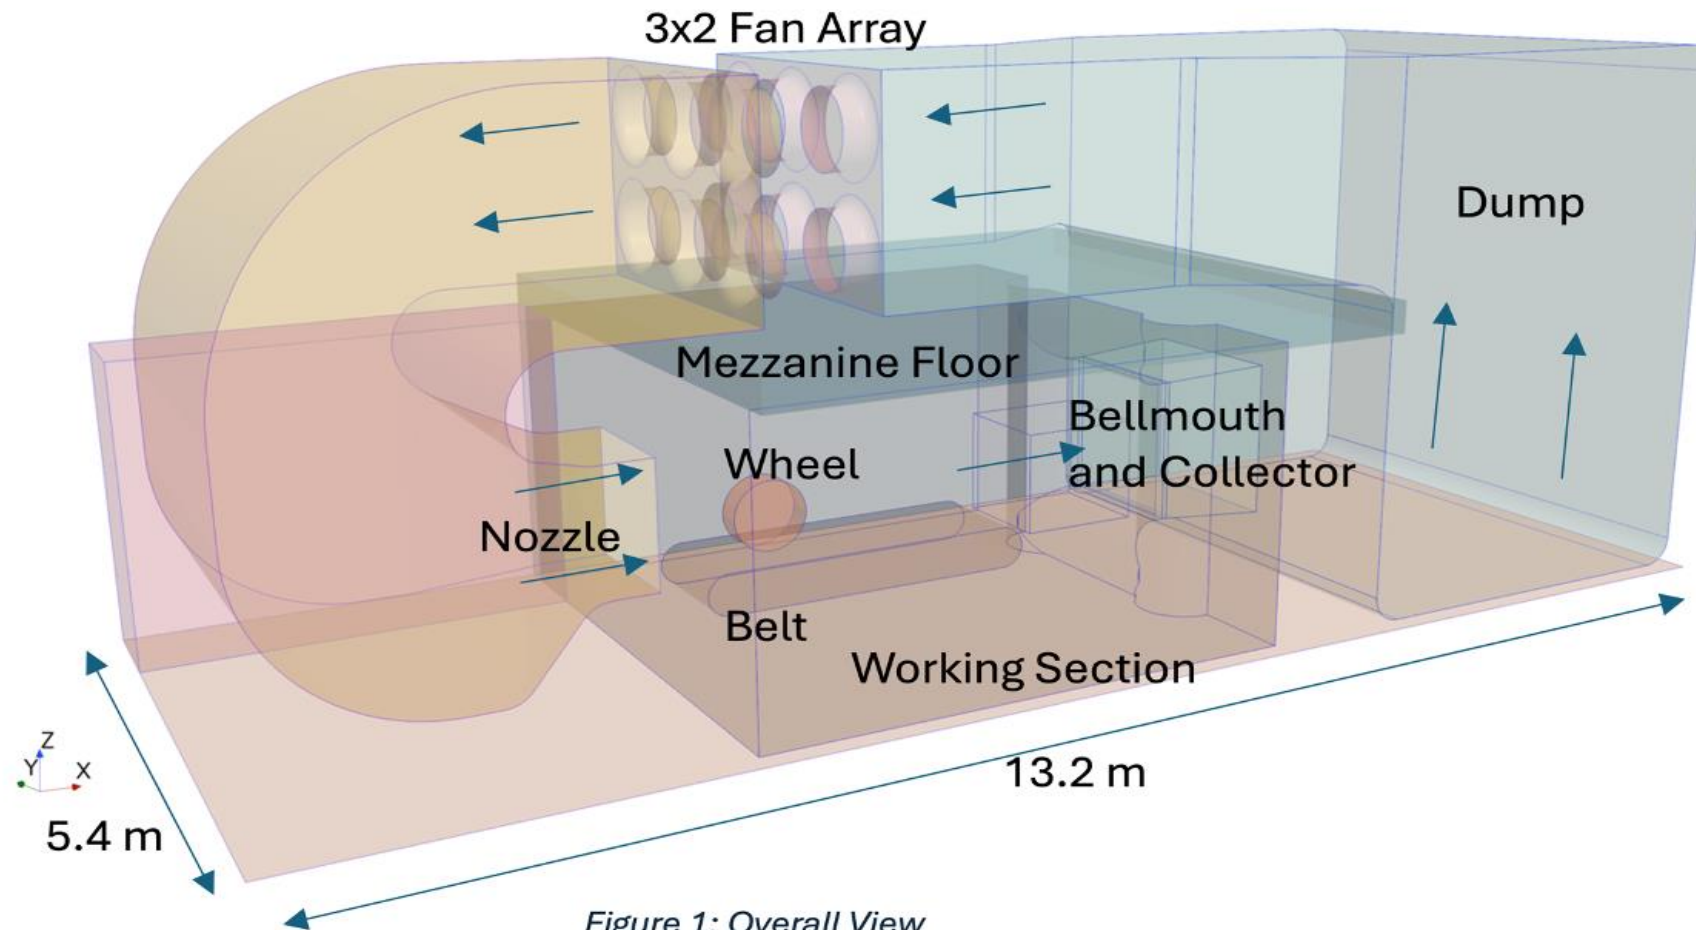 3x2 Fan Array
Dump
Mezzanine Floor
Bellmouth
and Collector
Wheel
Nozzle
Belt
Working Section
13.2 m
5.4 m
Z
Y
X
Figure 1: Overall View